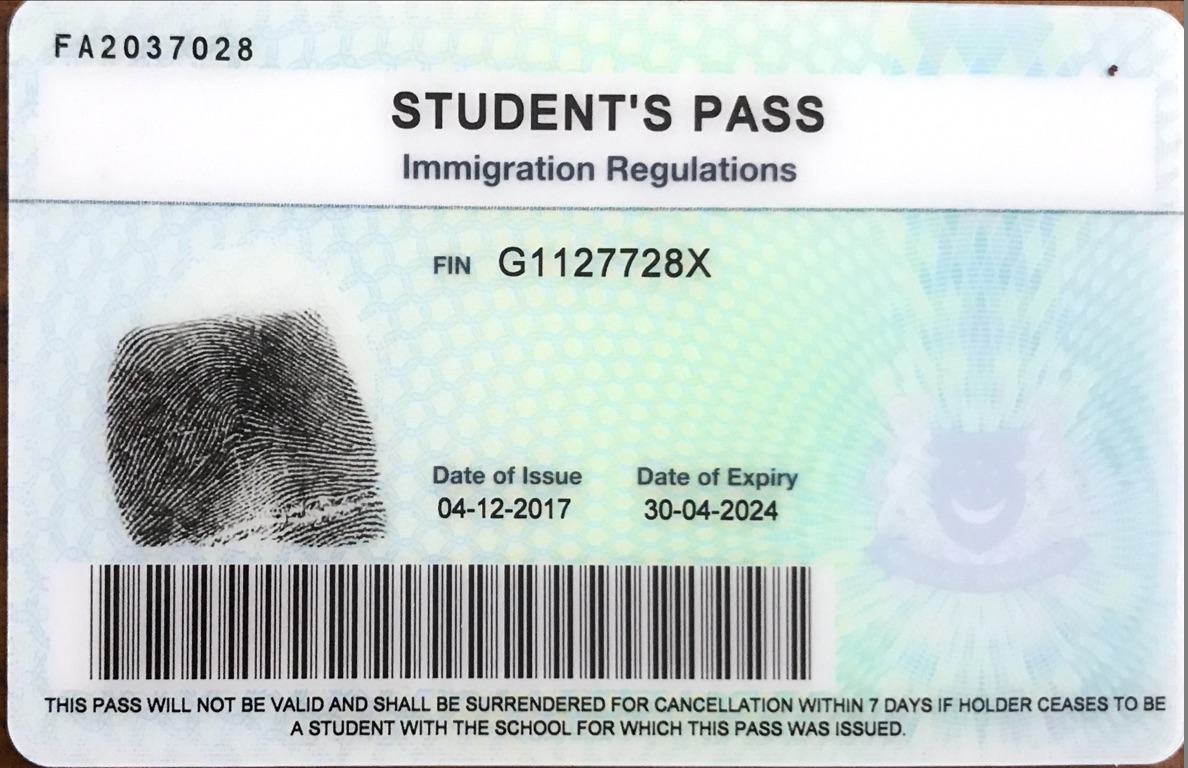 FA2037028
STUDENT'S PASS
Immigration Regulations
FIN G1127728X
Date of Issue Date of Expiry
04-12-2017 30-04-2024
THIS PASS WILL NOT BE VALID AND SHALL BE SURRENDERED FOR CANCELLATION WITHIN 7 DAYS IF HOLDER CEASES TO BE
A STUDENT WITH THE SCHOOL FOR WHICH THIS PASS WAS ISSUED.